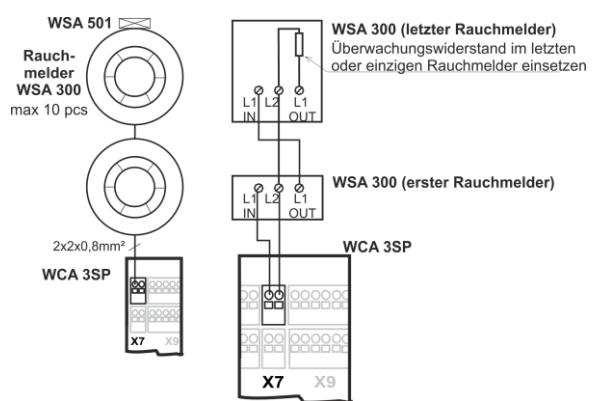 WSA 501
Rauch-
melder
WSA 300
max 10 pcs
2x2x0,8mm²
WCA 3SP
X7 X9
WSA 300 (letzter Rauchmelder)
Überwachungswiderstand im letzten
oder einzigen Rauchmelder einsetzen
L1 L2 L1
IN OUT
WSA 300 (erster Rauchmelder)
L1 L2 L1
IN OUT
WCA 3SP
X7 X9